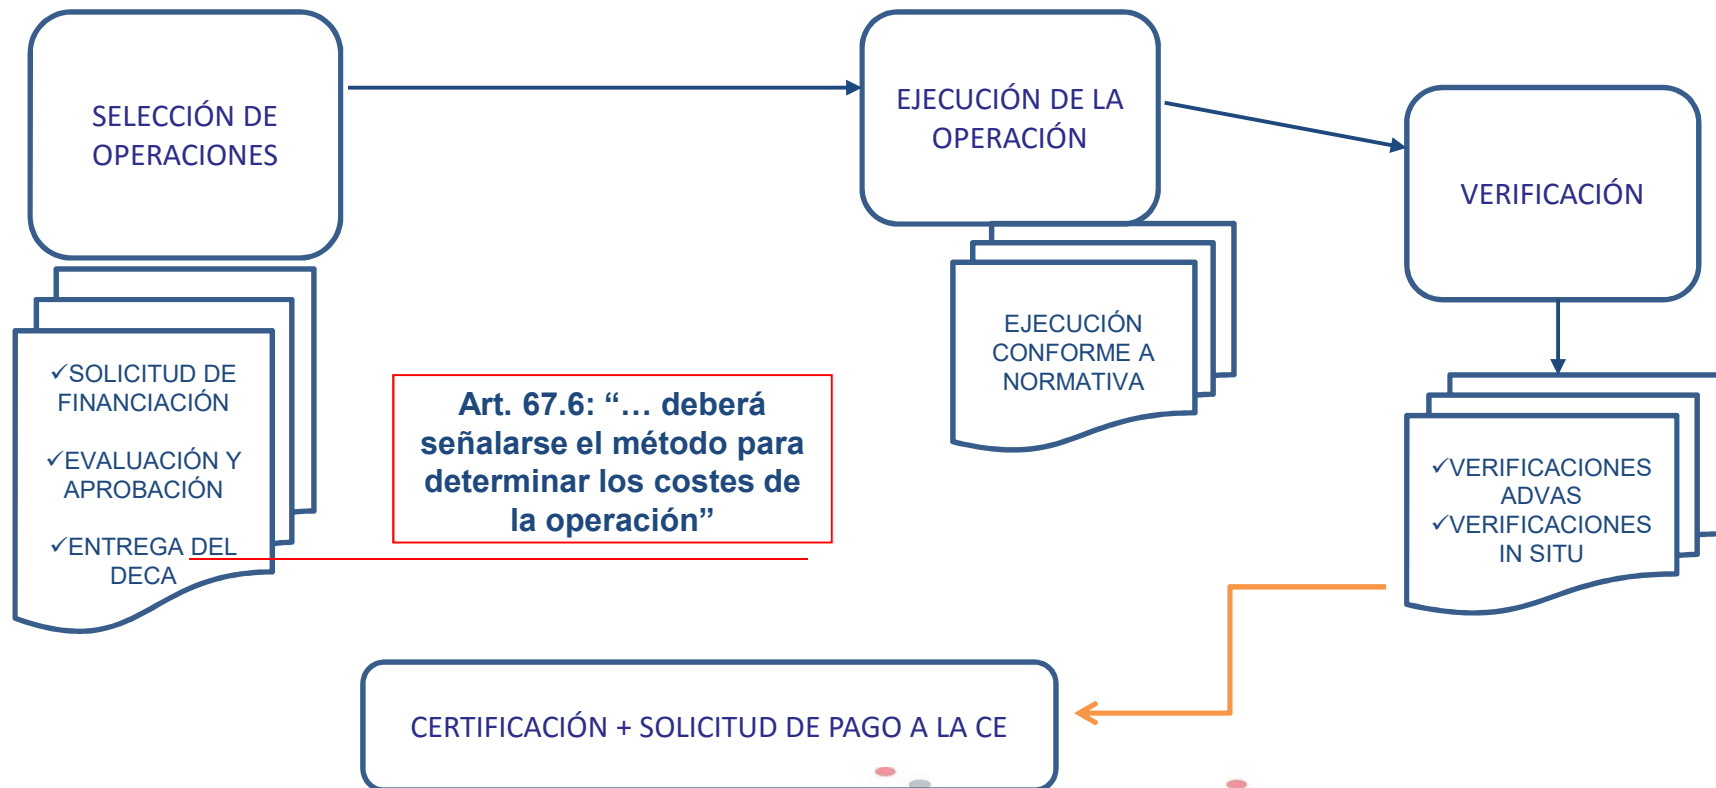 SELECCIÓN DE
OPERACIONES
EJECUCIÓN DE LA
OPERACIÓN
VERIFICACIÓN
✓SOLICITUD DE
FINANCIACIÓN
✓EVALUACIÓN Y
APROBACIÓN
✓ENTREGA DEL
DECA
Art. 67.6: “… deberá
señalarse el método para
determinar los costes de
la operación”
EJECUCIÓN
CONFORME A
NORMATIVA
✓VERIFICACIONES
ADVAS
✓VERIFICACIONES
IN SITU
CERTIFICACIÓN + SOLICITUD DE PAGO A LA CE